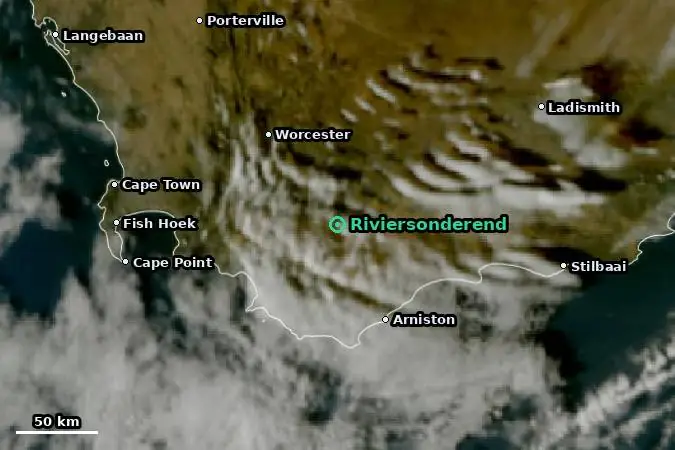 Porterville
Langebaan
Ladismith
Worcester
Cape Town
Fish Hoek
Riviersonderend
Cape Point
Stilbaai
Arniston
50 km